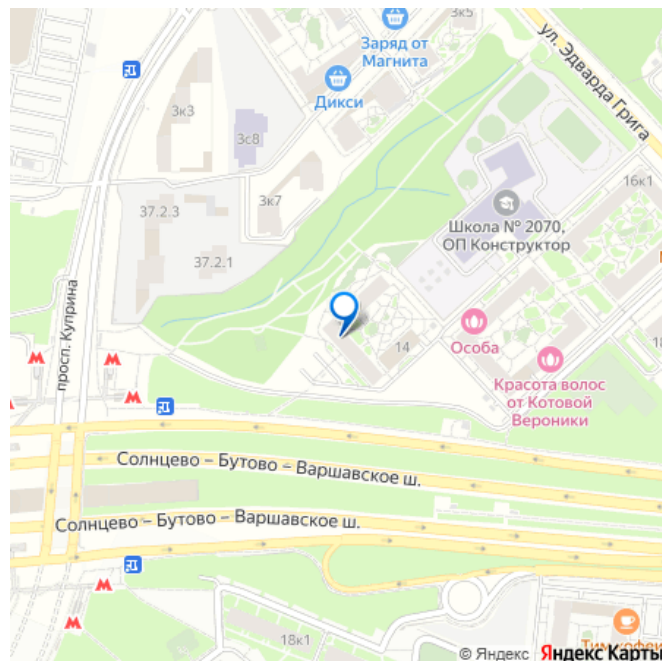 3к5
Заряд от
Магнита
Дикси
ул. Эдварда Грига
3к3
3с8
16к1
3к7
Школа № 2070,
ОП Конструктор
37.2.3
37.2.1
просп. Куприна
14
Особа
Красота волос
от Котовой
Вероники
18
Солнцево – Бутово – Варшавское ш.
Солнцево – Бутово – Варшавское ш.
18к1
© Яндекс Яндекс Карты